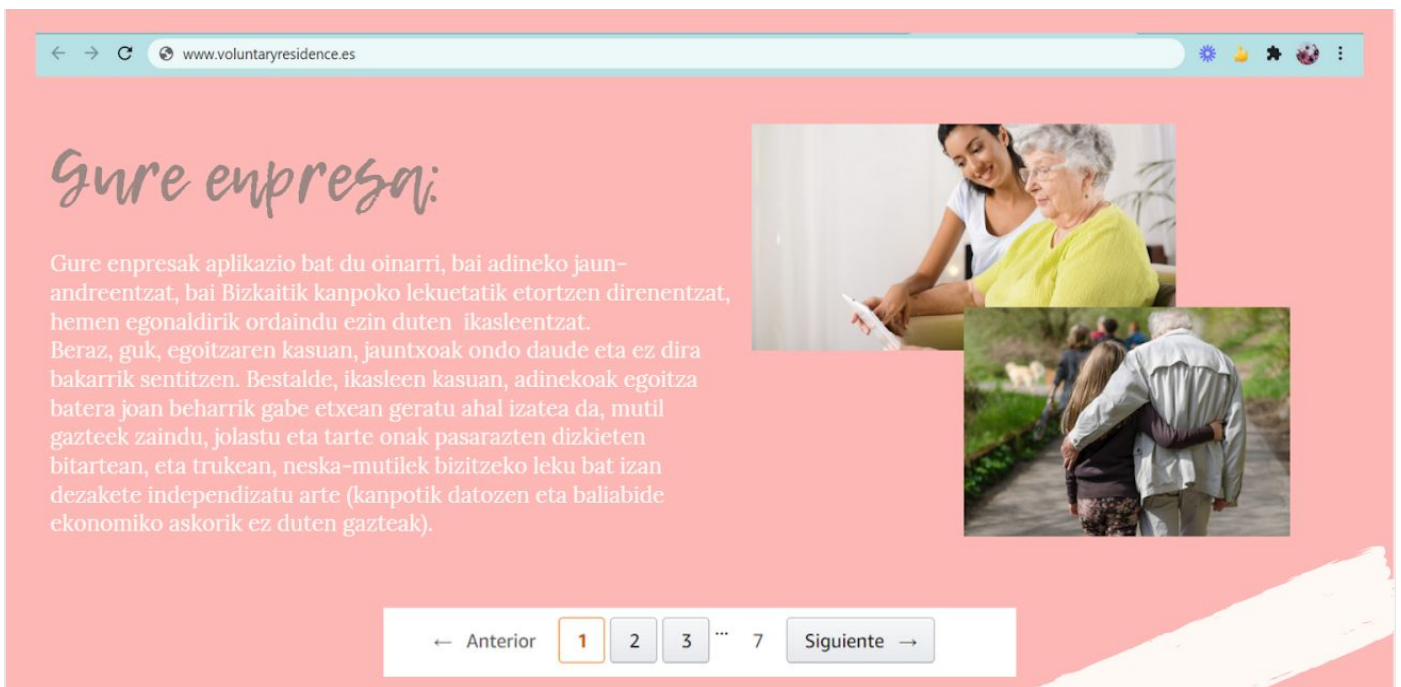 www.voluntaryresidence.es
Gure enpresa:
Gure enpresak aplikazio bat du oinarri, bai adineko jaun-
andreentzat, bai Bizkaitik kanpoko lekuetatik etortzen direnentzat,
hemen egonaldirik ordaindu ezin duten ikasleentzat.
Beraz, guk, egoitzaren kasuan, jauntxoak ondo daude eta ez dira
bakarrik sentitzen. Bestalde, ikasleen kasuan, adinekoak egoitza
batera joan beharrik gabe etxean geratu ahal izatea da, mutil
gazteek zaindu, jolastu eta tarte onak pasarazten dizkieten
bitartean, eta trukean, neska-mutilek bizitzeko leku bat izan
dezakete independizatu arte (kanpotik datozen eta baliabide
ekonomiko askorik ez duten gazteak).
← Anterior 1 2 3 ... 7 Siguiente →